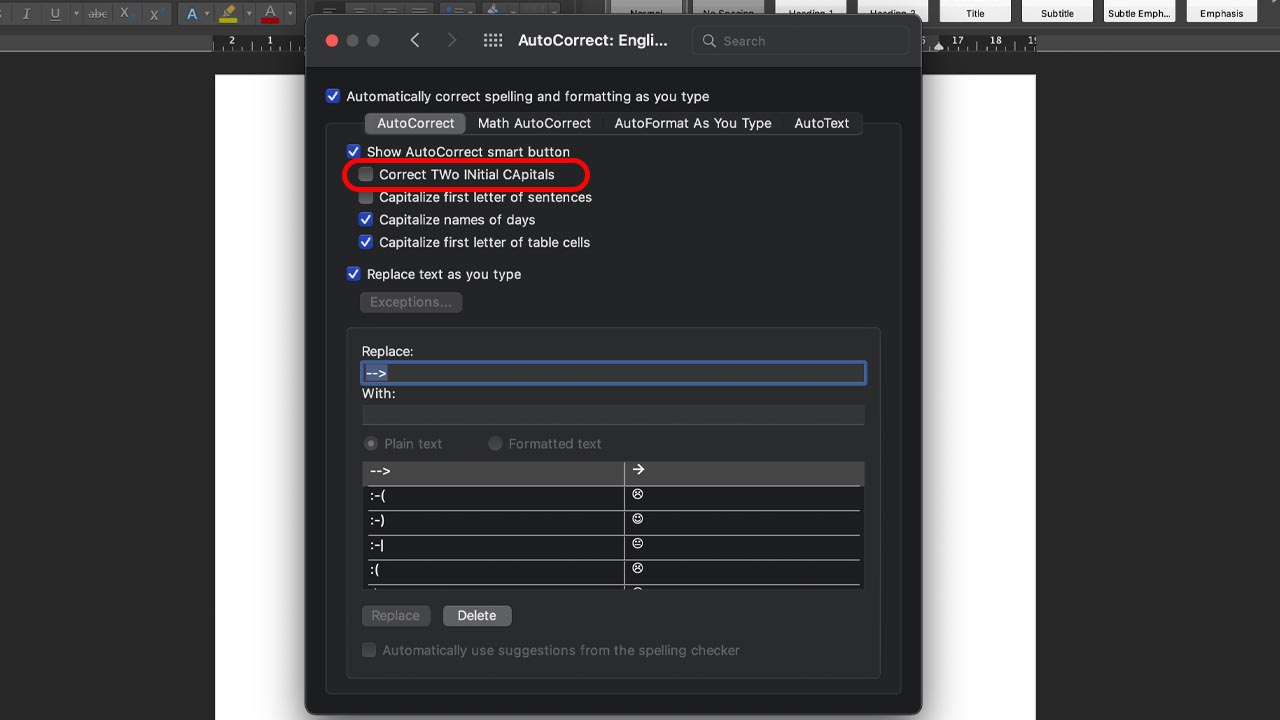 I U abc X X A A
Normal No Spacing Heading 1 Heading 2 Title Subtitle Subtle Emph... Emphasis
2 1 17 18
AutoCorrect: Engli... Search
Automatically correct spelling and formatting as you type
AutoCorrect Math AutoCorrect AutoFormat As You Type AutoText
Show AutoCorrect smart button
Correct TWo INitial CApitals
Capitalize first letter of sentences
Capitalize names of days
Capitalize first letter of table cells
Replace text as you type
Exceptions...
Replace:
-->
With:
Plain text Formatted text
--> →
:-( ☹
:-) ☺
:-| 😐
:( ☹
Replace Delete
Automatically use suggestions from the spelling checker